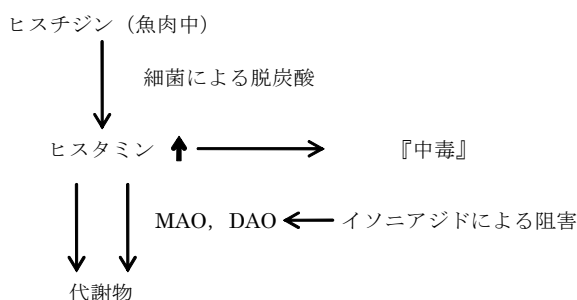 ヒスチジン（魚肉中）
細菌による脱炭酸
ヒスタミン
『中毒』
MAO，DAO
イソニアジドによる阻害
代謝物